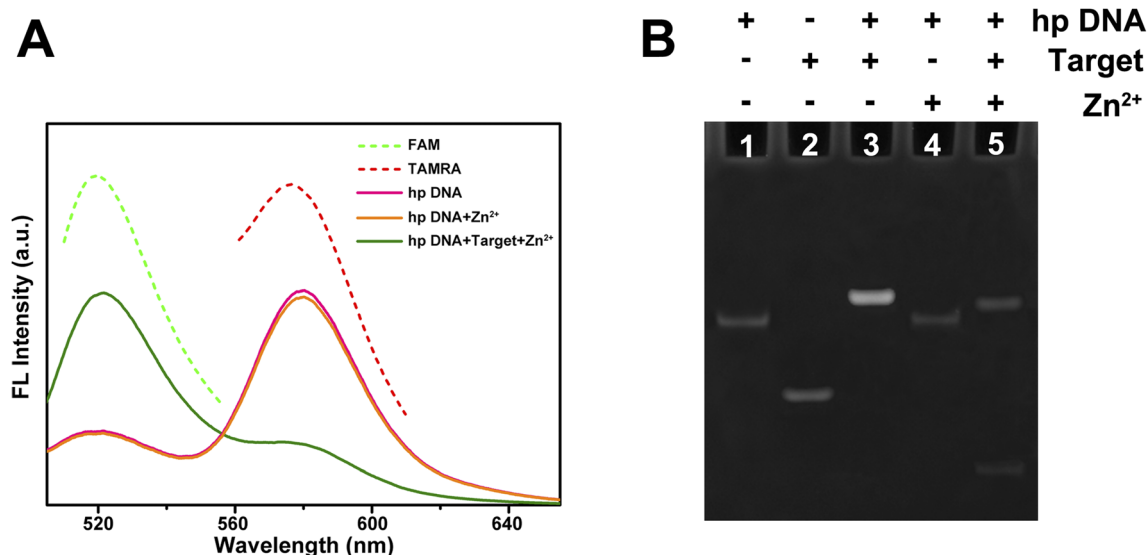 A
FL Intensity (a.u.)
FAM
TAMRA
hp DNA
hp DNA+Zn²⁺
hp DNA+Target+Zn²⁺
520 560 600 640
Wavelength (nm)
B
+ - + + + hp DNA
- + + - + Target
- - - + + Zn²⁺
1 2 3 4 5